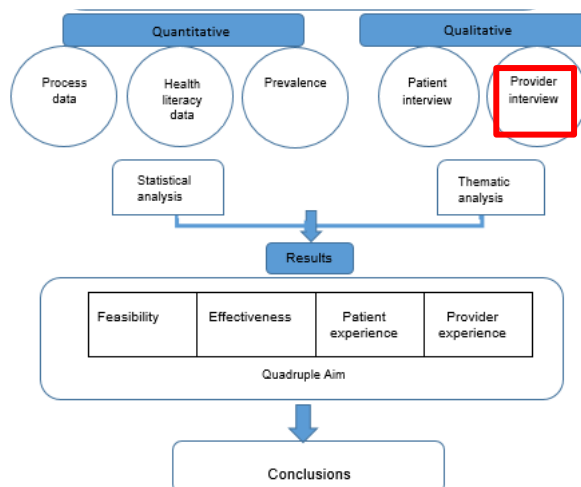 Quantitative
Qualitative
Process
data
Health
literacy
data
Prevalence
Patient
interview
Provider
interview
Statistical
analysis
Thematic
analysis
Results
Feasibility
Effectiveness
Patient
experience
Provider
experience
Quadruple Aim
Conclusions